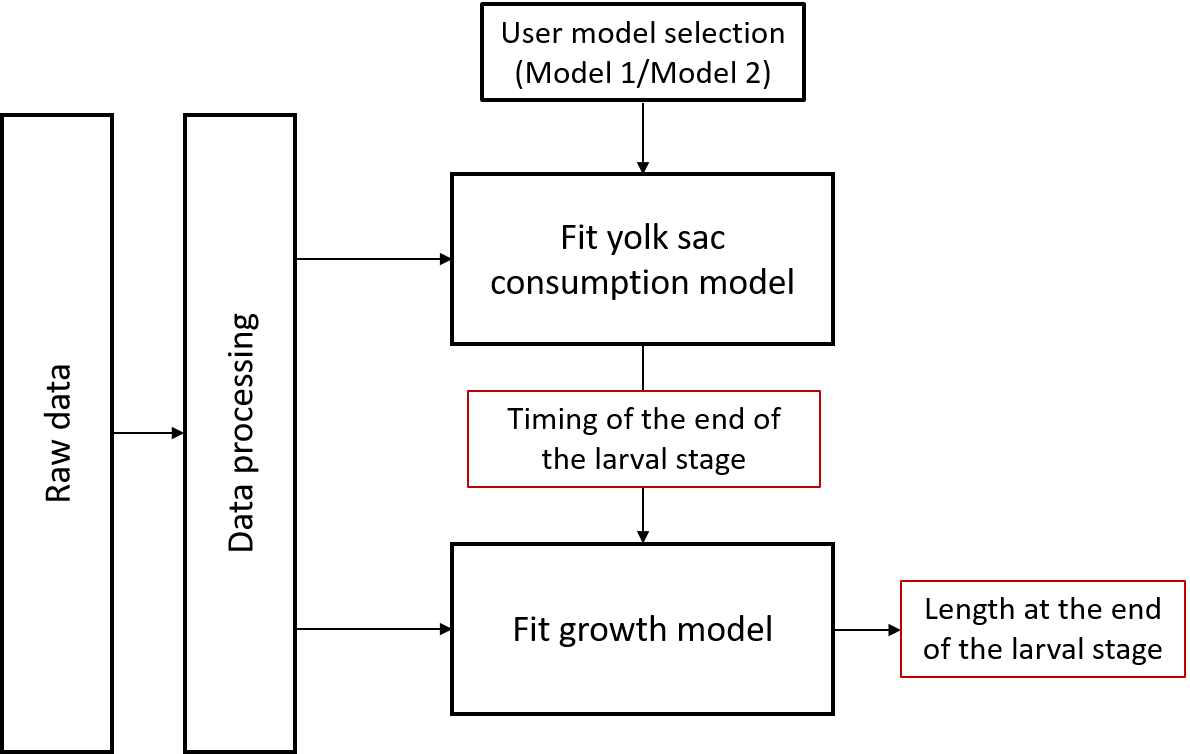 User model selection
(Model 1/Model 2)
Raw data
Data processing
Fit yolk sac
consumption model
Timing of the end of
the larval stage
Fit growth model
Length at the end
of the larval stage